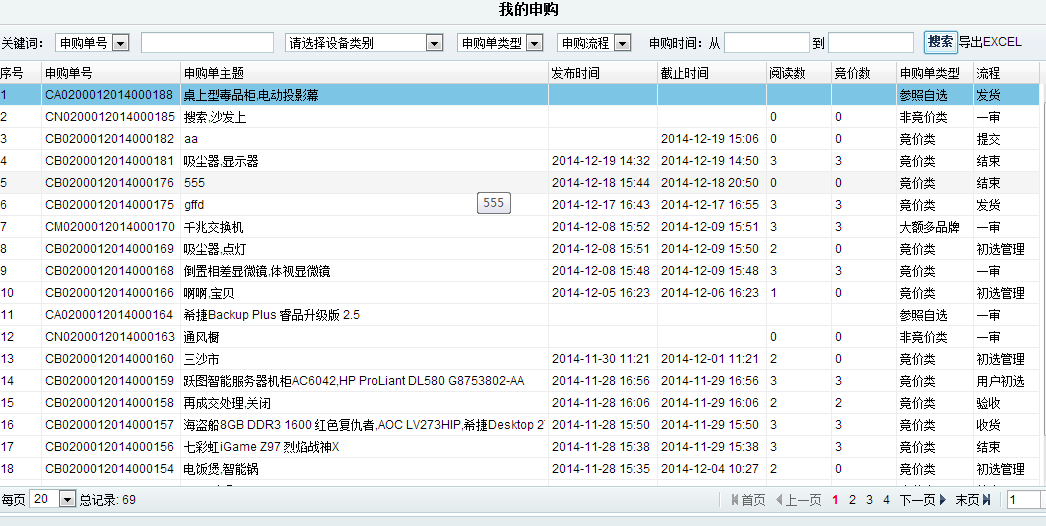 我的申购
关键词： 申购单号 请选择设备类别 申购单类型 申购流程 申购时间：从 到 搜索 导出EXCEL
序号 申购单号 申购单主题 发布时间 截止时间 阅读数 竞价数 申购单类型 流程
1 CA0200012014000188 桌上型毒品柜,电动投影幕 参照自选 发货
2 CN0200012014000185 搜索,沙发上 0 0 非竞价类 一审
3 CB0200012014000182 aa 2014-12-19 15:06 0 0 竞价类 提交
4 CB0200012014000181 吸尘器,显示器 2014-12-19 14:32 2014-12-19 14:50 3 3 竞价类 结束
5 CB0200012014000176 555 2014-12-18 15:44 2014-12-18 20:50 0 0 竞价类 结束
6 CB0200012014000175 gffd 555 2014-12-17 16:43 2014-12-17 16:55 3 3 竞价类 发货
7 CM0200012014000170 千兆交换机 2014-12-08 15:52 2014-12-09 15:51 3 3 大额多品牌 一审
8 CB0200012014000169 吸尘器,点灯 2014-12-08 15:51 2014-12-09 15:50 2 0 竞价类 初选管理
9 CB0200012014000168 倒置相差显微镜,体视显微镜 2014-12-08 15:48 2014-12-09 15:48 3 3 竞价类 一审
10 CB0200012014000166 啊啊,宝贝 2014-12-05 16:23 2014-12-06 16:23 1 0 竞价类 初选管理
11 CA0200012014000164 希捷Backup Plus 睿品升级版 2.5 参照自选 一审
12 CN0200012014000163 通风橱 0 0 非竞价类 一审
13 CB0200012014000160 三沙市 2014-11-30 11:21 2014-12-01 11:21 2 0 竞价类 初选管理
14 CB0200012014000159 跃图智能服务器机柜AC6042,HP ProLiant DL580 G8753802-AA 2014-11-28 16:56 2014-11-29 16:56 3 3 竞价类 用户初选
15 CB0200012014000158 再成交处理,关闭 2014-11-28 16:06 2014-11-29 16:06 2 2 竞价类 验收
16 CB0200012014000157 海盗船8GB DDR3 1600 红色复仇者,AOC LV273HIP,希捷Desktop 2014-11-28 15:50 2014-11-29 15:50 3 3 竞价类 收货
17 CB0200012014000156 七彩虹iGame Z97 烈焰战神X 2014-11-28 15:38 2014-11-29 15:38 3 3 竞价类 结束
18 CB0200012014000154 电饭煲,智能锅 2014-11-28 15:35 2014-12-04 10:27 2 0 竞价类 初选管理
每页 20 总记录: 69 首页 上一页 1 2 3 4 下一页 末页 1